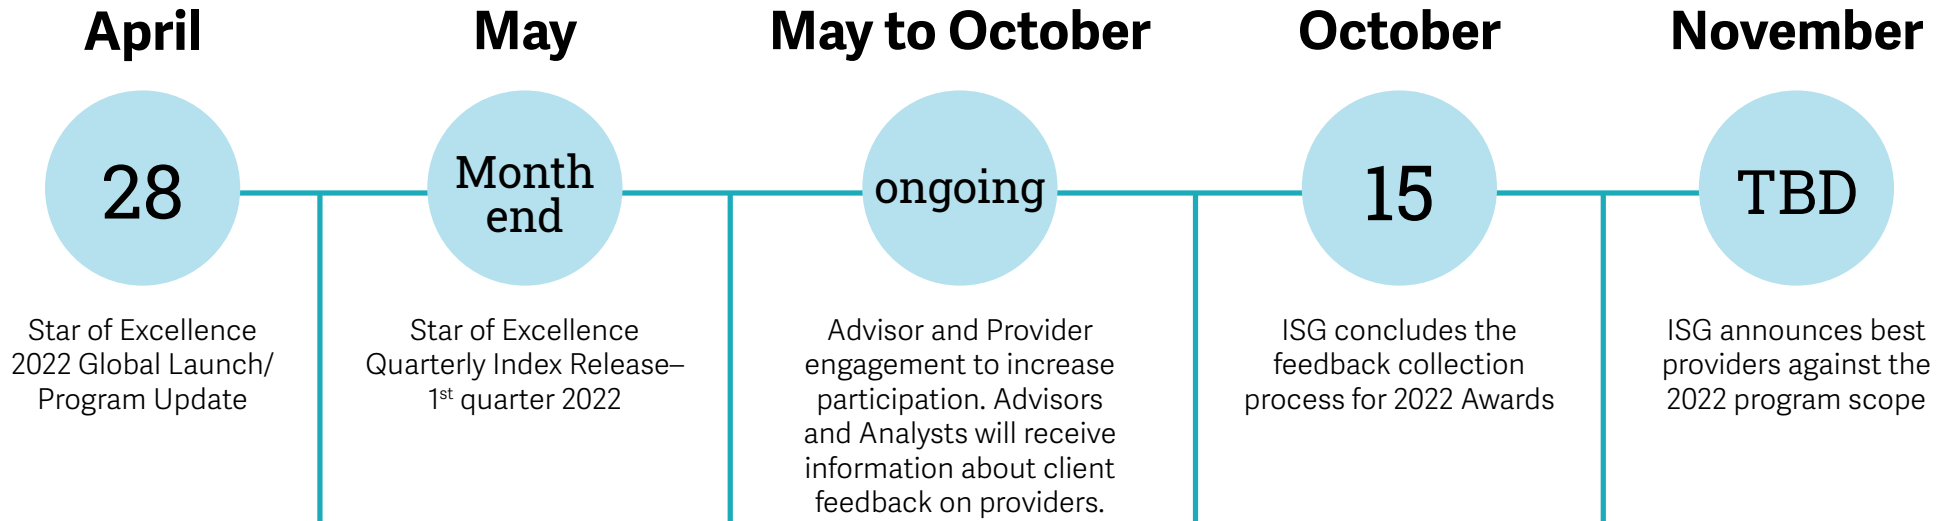 April
28
Star of Excellence
2022 Global Launch/
Program Update
May
Month
end
Star of Excellence
Quarterly Index Release–
1st quarter 2022
May to October
ongoing
Advisor and Provider
engagement to increase
participation. Advisors
and Analysts will receive
information about client
feedback on providers.
October
15
ISG concludes the
feedback collection
process for 2022 Awards
November
TBD
ISG announces best
providers against the
2022 program scope